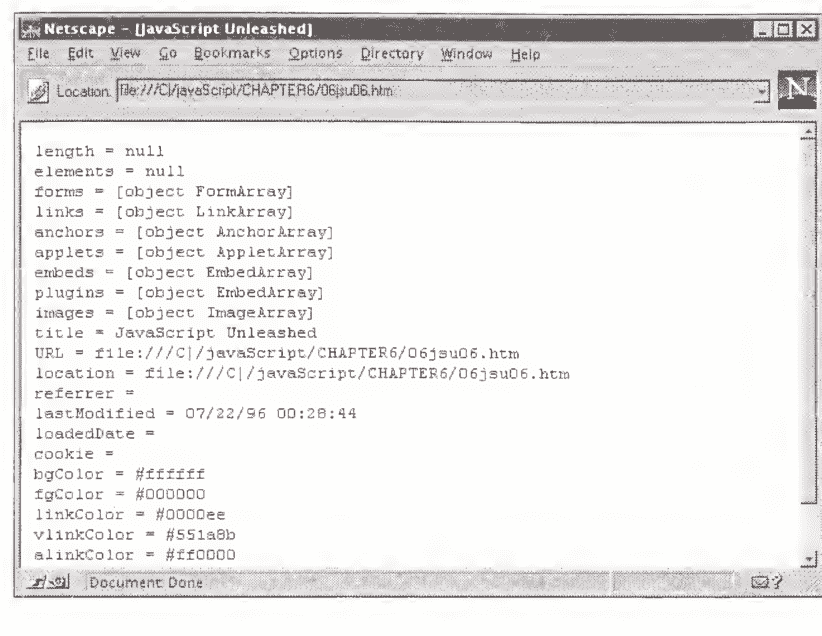 Netscape - [JavaScript Unleashed]
File Edit View Go Bookmarks Options Directory Window Help
Location: file:///C|/javaScript/CHAPTER6/06jsu06.htm
N
length = null
elements = null
forms = [object FormArray]
links = [object LinkArray]
anchors = [object AnchorArray]
applets = [object AppletArray]
embeds = [object EmbedArray]
plugins = [object EmbedArray]
images = [object ImageArray]
title = JavaScript Unleashed
URL = file:///C|/javaScript/CHAPTER6/06jsu06.htm
location = file:///C|/javaScript/CHAPTER6/06jsu06.htm
referrer =
lastModified = 07/22/96 00:28:44
loadedDate =
cookie =
bgColor = #ffffff
fgColor = #000000
linkColor = #0000ee
vlinkColor = #551a8b
alinkColor = #ff0000
Document: Done
?